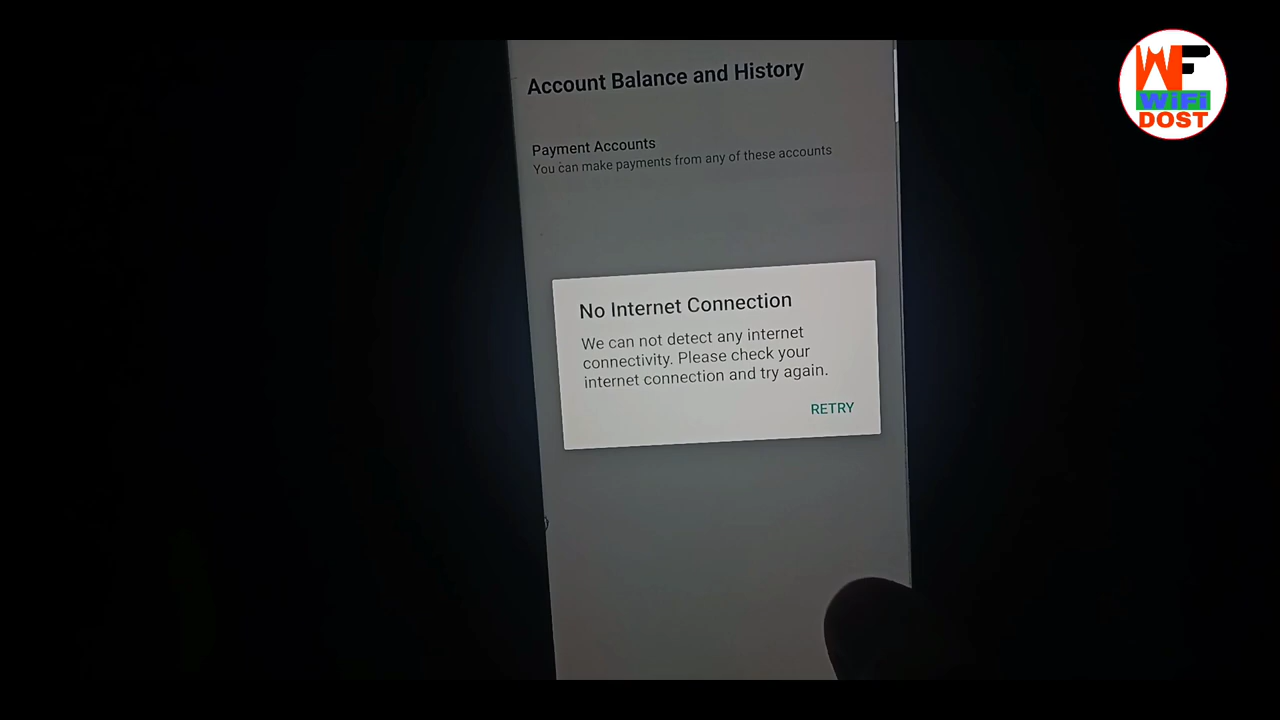 Account Balance and History
Payment Accounts
You can make payments from any of these accounts
No Internet Connection
We can not detect any internet
connectivity. Please check your
internet connection and try again.
RETRY
WF
WiFi
DOST